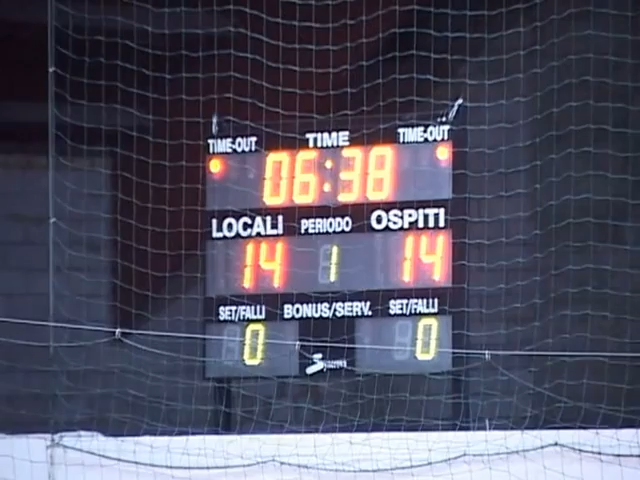 TIME-OUT TIME TIME-OUT
06:38
LOCALI PERIODO OSPITI
14 1 14
SET/FALLI BONUS/SERV. SET/FALLI
0 0